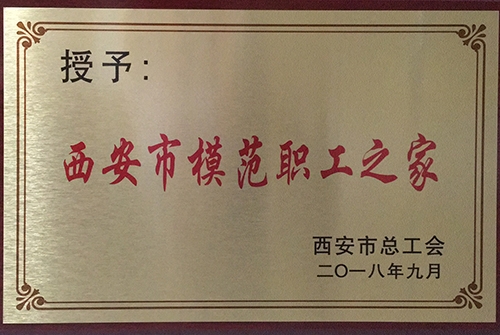 授予：
西安市模范职工之家
西安市总工会
二〇一八年九月